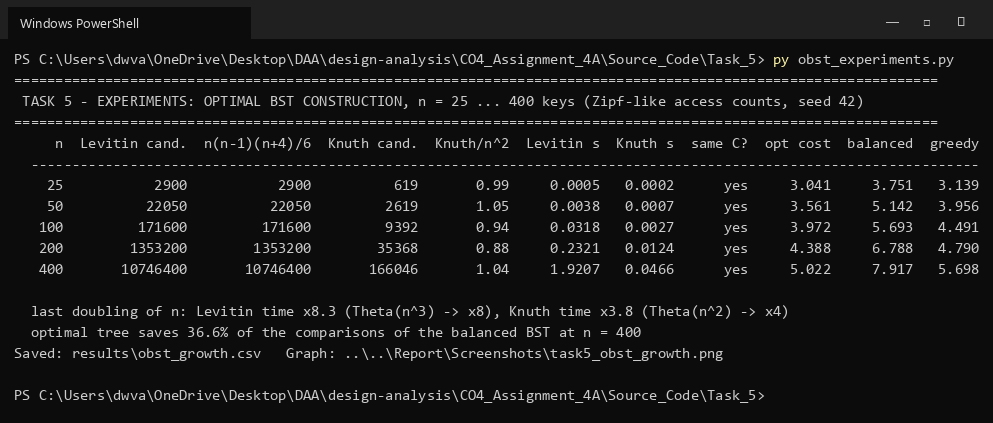 Windows PowerShell
PS C:\Users\dwva\OneDrive\Desktop\DAA\design-analysis\CO4_Assignment_4A\Source_Code\Task_5> py obst_experiments.py
================================================================================================================
 TASK 5 - EXPERIMENTS: OPTIMAL BST CONSTRUCTION, n = 25 ... 400 keys (Zipf-like access counts, seed 42)
================================================================================================================
     n  Levitin cand.  n(n-1)(n+4)/6  Knuth cand.  Knuth/n^2  Levitin s  Knuth s  same C?  opt cost  balanced  greedy
  -------------------------------------------------------------------------------------------------------------------
    25           2900           2900          619       0.99     0.0005   0.0002      yes     3.041     3.751   3.139
    50          22050          22050         2619       1.05     0.0038   0.0007      yes     3.561     5.142   3.956
   100         171600         171600         9392       0.94     0.0318   0.0027      yes     3.972     5.693   4.491
   200        1353200        1353200        35368       0.88     0.2321   0.0124      yes     4.388     6.788   4.790
   400       10746400       10746400       166046       1.04     1.9207   0.0466      yes     5.022     7.917   5.698
  last doubling of n: Levitin time x8.3 (Theta(n^3) -> x8), Knuth time x3.8 (Theta(n^2) -> x4)
  optimal tree saves 36.6% of the comparisons of the balanced BST at n = 400
Saved: results\obst_growth.csv   Graph: ..\..\Report\Screenshots\task5_obst_growth.png
PS C:\Users\dwva\OneDrive\Desktop\DAA\design-analysis\CO4_Assignment_4A\Source_Code\Task_5>